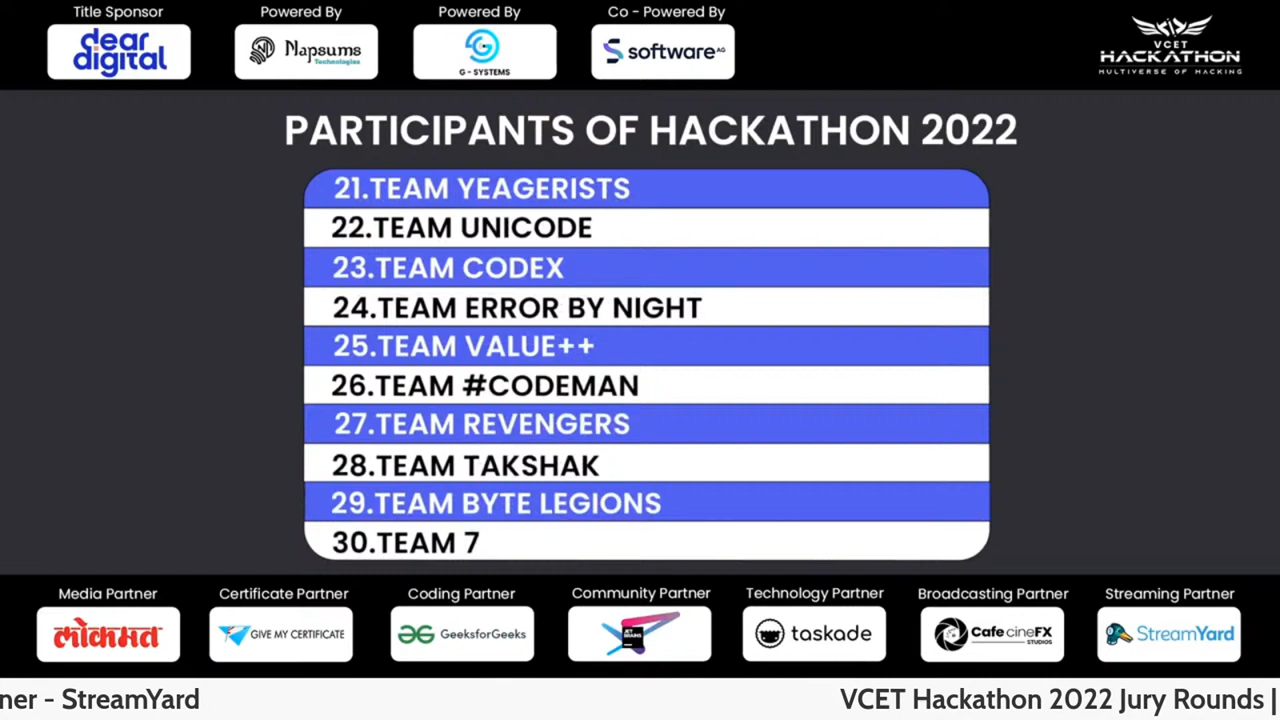 Title Sponsor
Powered By
Powered By
Co - Powered By
dear digital
Napsums Technologies
G - SYSTEMS
software AG
VCET
HACKATHON
MULTIVERSE OF HACKING
PARTICIPANTS OF HACKATHON 2022
21.TEAM YEAGERISTS
22.TEAM UNICODE
23.TEAM CODEX
24.TEAM ERROR BY NIGHT
25.TEAM VALUE++
26.TEAM #CODEMAN
27.TEAM REVENGERS
28.TEAM TAKSHAK
29.TEAM BYTE LEGIONS
30.TEAM 7
Media Partner
Certificate Partner
Coding Partner
Community Partner
Technology Partner
Broadcasting Partner
Streaming Partner
लोकमत
GIVE MY CERTIFICATE
GeeksforGeeks
JET BRAINS
taskade
Cafe cineFX STUDIOS
StreamYard
ner - StreamYard
VCET Hackathon 2022 Jury Rounds |